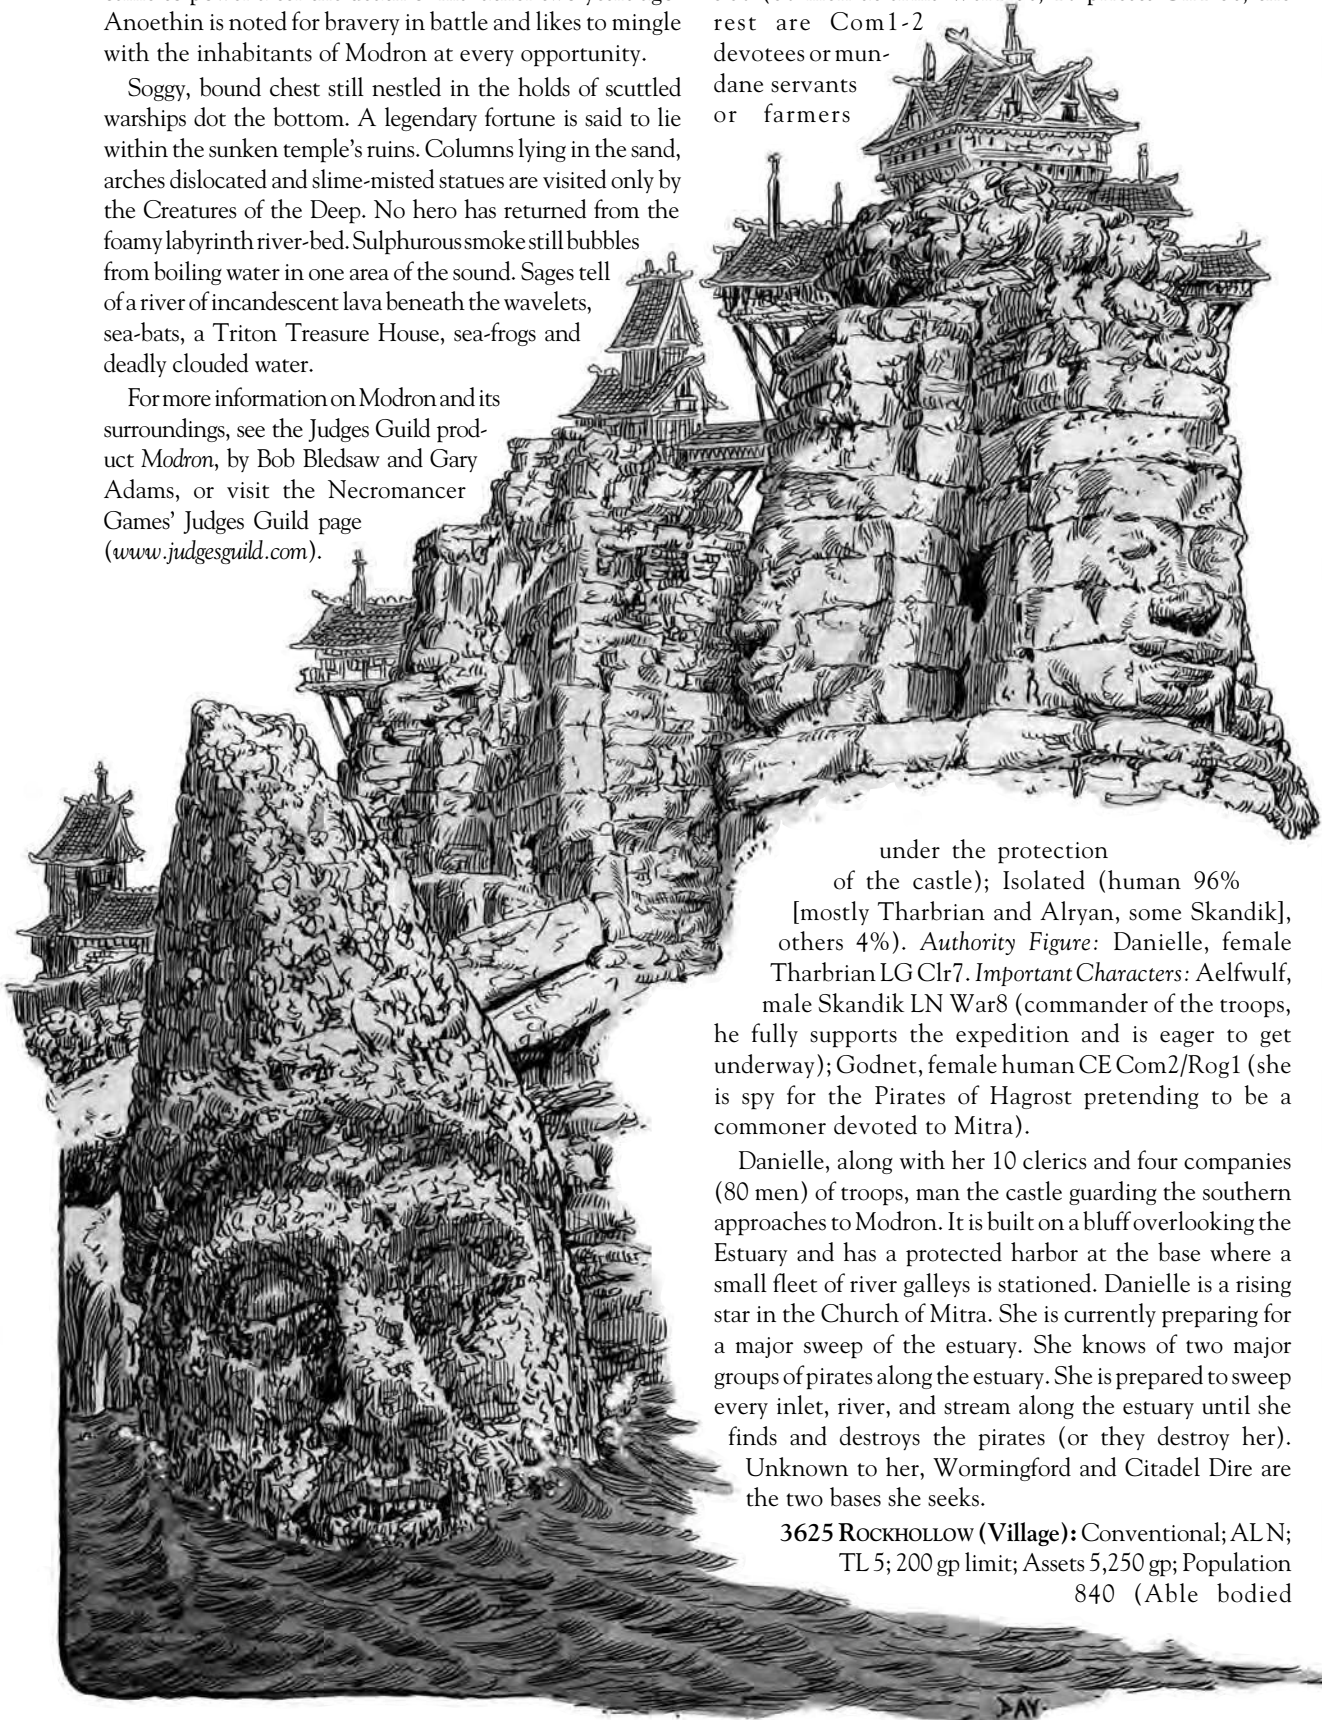 Anoethin is noted for bravery in battle and likes to mingle
with the inhabitants of Modron at every opportunity.
Soggy, bound chest still nestled in the holds of scuttled
warships dot the bottom. A legendary fortune is said to lie
within the sunken temple's ruins. Columns lying in the sand,
arches dislocated and slime-misted statues are visited only by
the Creatures of the Deep. No hero has returned from the
foamy labyrinth river-bed. Sulphurous smoke still bubbles
from boiling water in one area of the sound. Sages tell
of a river of incandescent lava beneath the wavelets,
sea-bats, a Triton Treasure House, sea-frogs and
deadly clouded water.
For more information on Modron and its
surroundings, see the Judges Guild prod-
uct Modron, by Bob Bledsaw and Gary
Adams, or visit the Necromancer
Games' Judges Guild page
(www.judgesguild.com).
rest are Com1-2
devotees or mun-
dane servants
or farmers
under the protection
of the castle); Isolated (human 96%
[mostly Tharbrian and Alryan, some Skandik],
others 4%). Authority Figure: Danielle, female
Tharbrian LG Clr7. Important Characters: Aelfwulf,
male Skandik LN War8 (commander of the troops,
he fully supports the expedition and is eager to get
underway); Godnet, female human CE Com2/Rog1 (she
is spy for the Pirates of Hagrost pretending to be a
commoner devoted to Mitra).
Danielle, along with her 10 clerics and four companies
(80 men) of troops, man the castle guarding the southern
approaches to Modron. It is built on a bluff overlooking the
Estuary and has a protected harbor at the base where a
small fleet of river galleys is stationed. Danielle is a rising
star in the Church of Mitra. She is currently preparing for
a major sweep of the estuary. She knows of two major
groups of pirates along the estuary. She is prepared to sweep
every inlet, river, and stream along the estuary until she
finds and destroys the pirates (or they destroy her).
Unknown to her, Wormingford and Citadel Dire are
the two bases she seeks.
3625 ROCKHOLLOW (Village): Conventional; AL N;
TL 5; 200 gp limit; Assets 5,250 gp; Population
840 (Able bodied
DAY